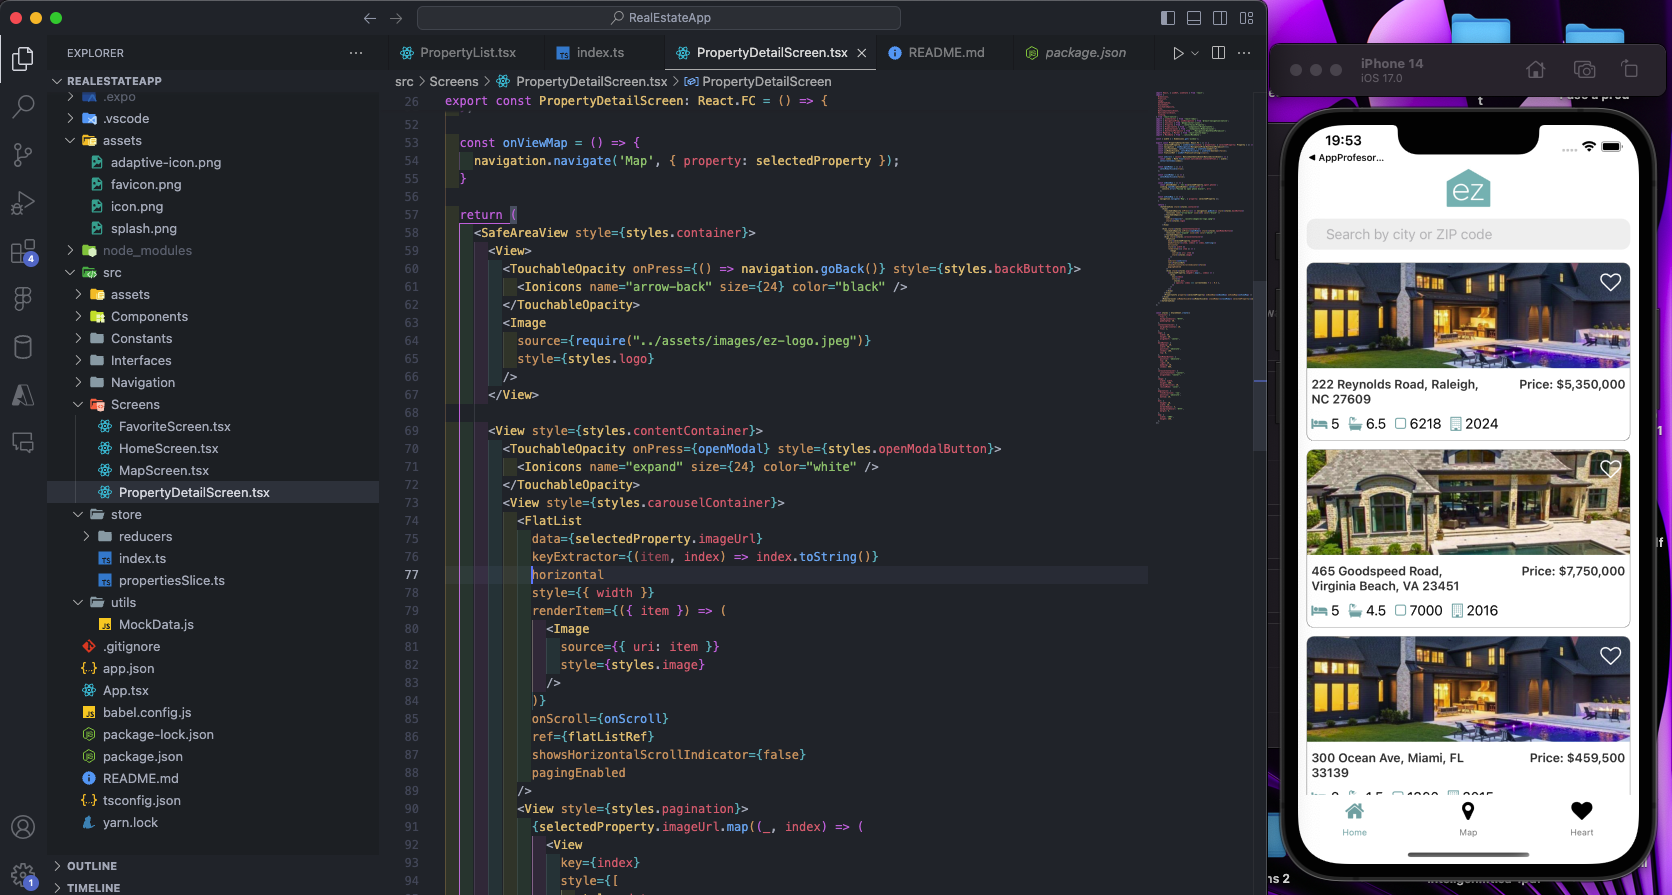 RealEstateApp
EXPLORER
REALESTATEAPP
.expo
.vscode
assets
adaptive-icon.png
favicon.png
icon.png
splash.png
node_modules
src
assets
Components
Constants
Interfaces
Navigation
Screens
FavoriteScreen.tsx
HomeScreen.tsx
MapScreen.tsx
PropertyDetailScreen.tsx
store
reducers
index.ts
propertiesSlice.ts
utils
MockData.js
.gitignore
app.json
App.tsx
babel.config.js
package-lock.json
package.json
README.md
tsconfig.json
yarn.lock
OUTLINE
TIMELINE
4
1
PropertyList.tsx
index.ts
PropertyDetailScreen.tsx
README.md
package.json
src > Screens > PropertyDetailScreen.tsx > PropertyDetailScreen
26 export const PropertyDetailScreen: React.FC = () => {
52
53 const onViewMap = () => {
54 navigation.navigate('Map', { property: selectedProperty });
55 }
56
57 return (
58 <SafeAreaView style={styles.container}>
59 <View>
60 <TouchableOpacity onPress={() => navigation.goBack()} style={styles.backButton}>
61 <Ionicons name="arrow-back" size={24} color="black" />
62 </TouchableOpacity>
63 <Image
64 source={require("../assets/images/ez-logo.jpeg")}
65 style={styles.logo}
66 />
67 </View>
68
69 <View style={styles.contentContainer}>
70 <TouchableOpacity onPress={openModal} style={styles.openModalButton}>
71 <Ionicons name="expand" size={24} color="white" />
72 </TouchableOpacity>
73 <View style={styles.carouselContainer}>
74 <FlatList
75 data={selectedProperty.imageUrl}
76 keyExtractor={(item, index) => index.toString()}
77 horizontal
78 style={{ width }}
79 renderItem={({ item }) => (
80 <Image
81 source={{ uri: item }}
82 style={styles.image}
83 />
84 )}
85 onScroll={onScroll}
86 ref={flatListRef}
87 showsHorizontalScrollIndicator={false}
88 pagingEnabled
89 />
90 <View style={styles.pagination}>
91 {selectedProperty.imageUrl.map((_, index) => (
92 <View
93 key={index}
94 style={[
iPhone 14
iOS 17.0
19:53
◀ AppProfesor...
ez
Search by city or ZIP code
222 Reynolds Road, Raleigh, NC 27609
Price: $5,350,000
5 6.5 6218 2024
465 Goodspeed Road, Virginia Beach, VA 23451
Price: $7,750,000
5 4.5 7000 2016
300 Ocean Ave, Miami, FL 33139
Price: $459,500
Home
Map
Heart